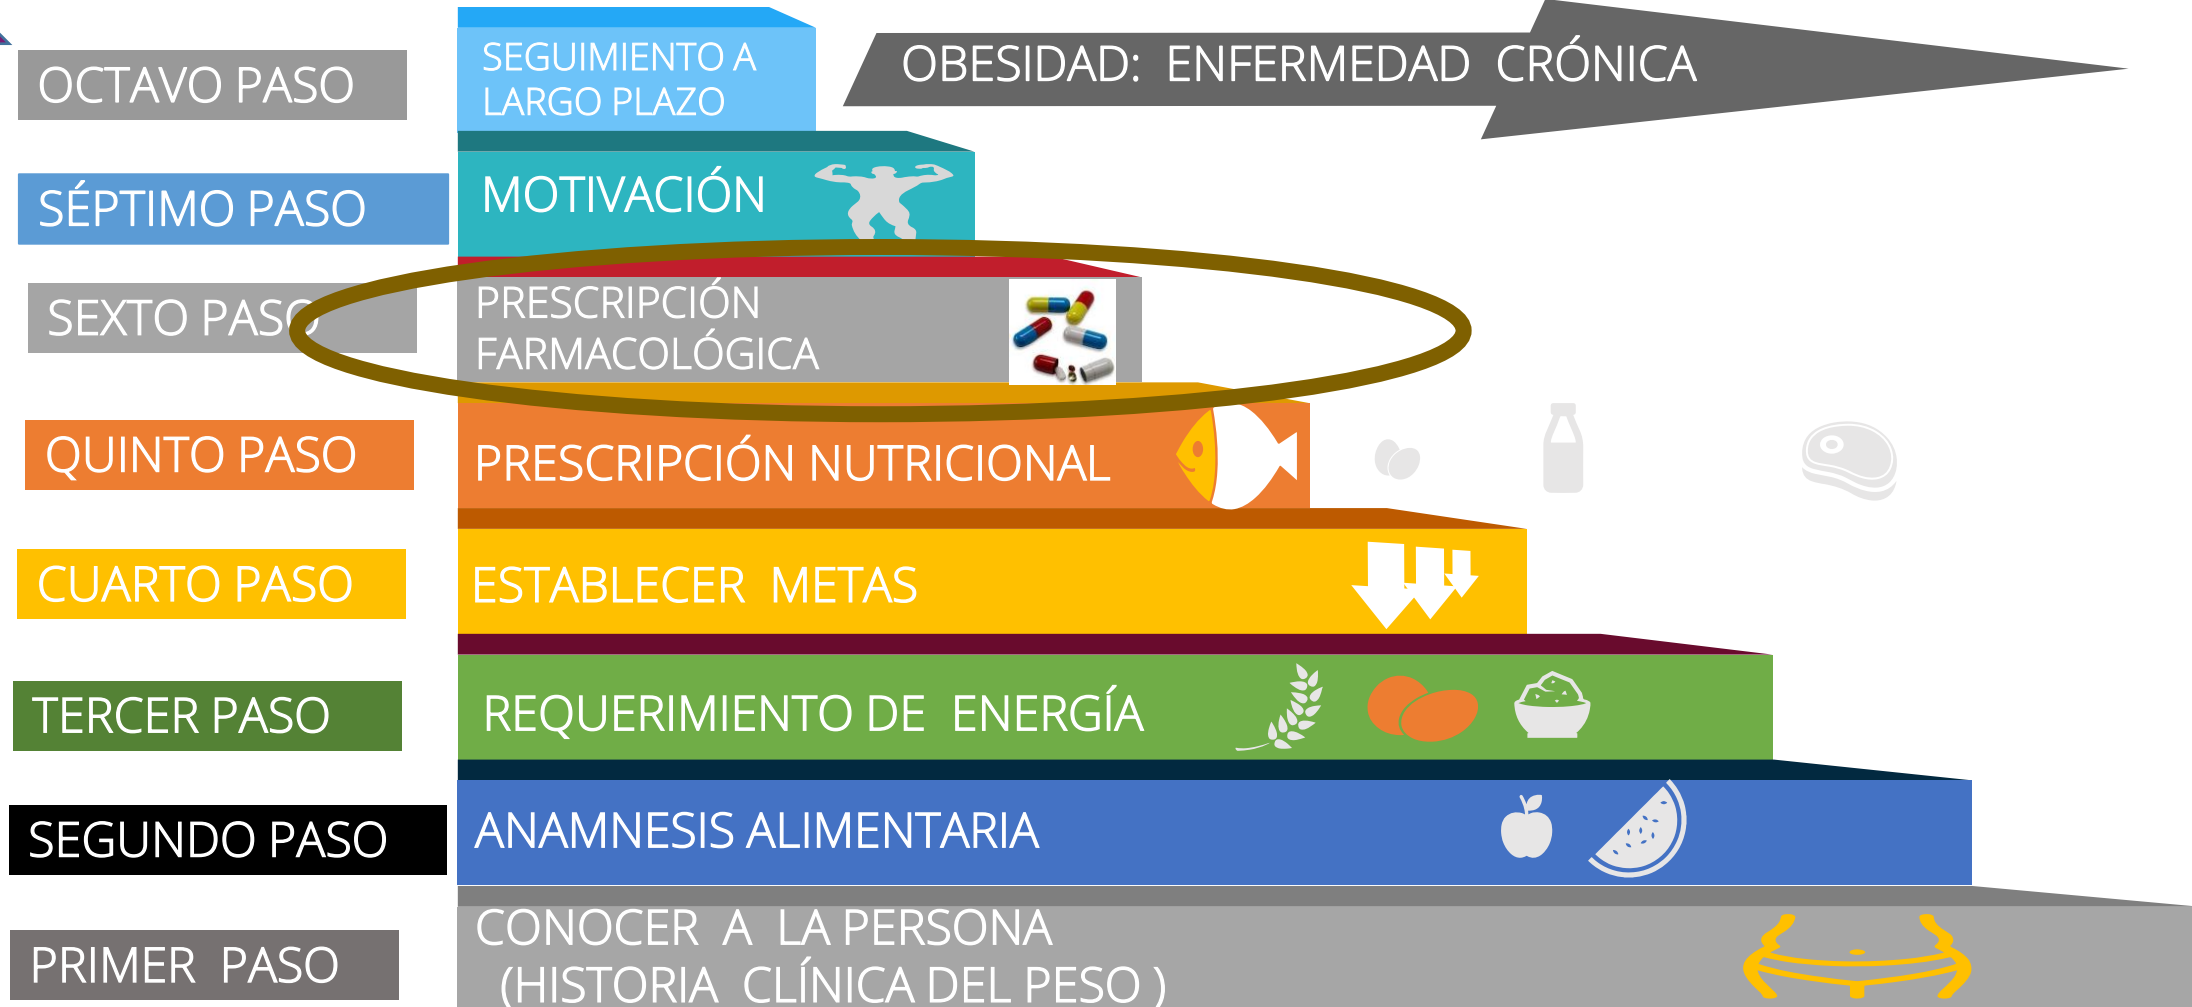 OCTAVO PASO
SEGUIMIENTO A
LARGO PLAZO
OBESIDAD: ENFERMEDAD CRÓNICA
SÉPTIMO PASO
MOTIVACIÓN
SEXTO PASO
PRESCRIPCIÓN
FARMACOLÓGICA
QUINTO PASO
PRESCRIPCIÓN NUTRICIONAL
CUARTO PASO
ESTABLECER METAS
TERCER PASO
REQUERIMIENTO DE ENERGÍA
SEGUNDO PASO
ANAMNESIS ALIMENTARIA
PRIMER PASO
CONOCER A LA PERSONA
(HISTORIA CLÍNICA DEL PESO )